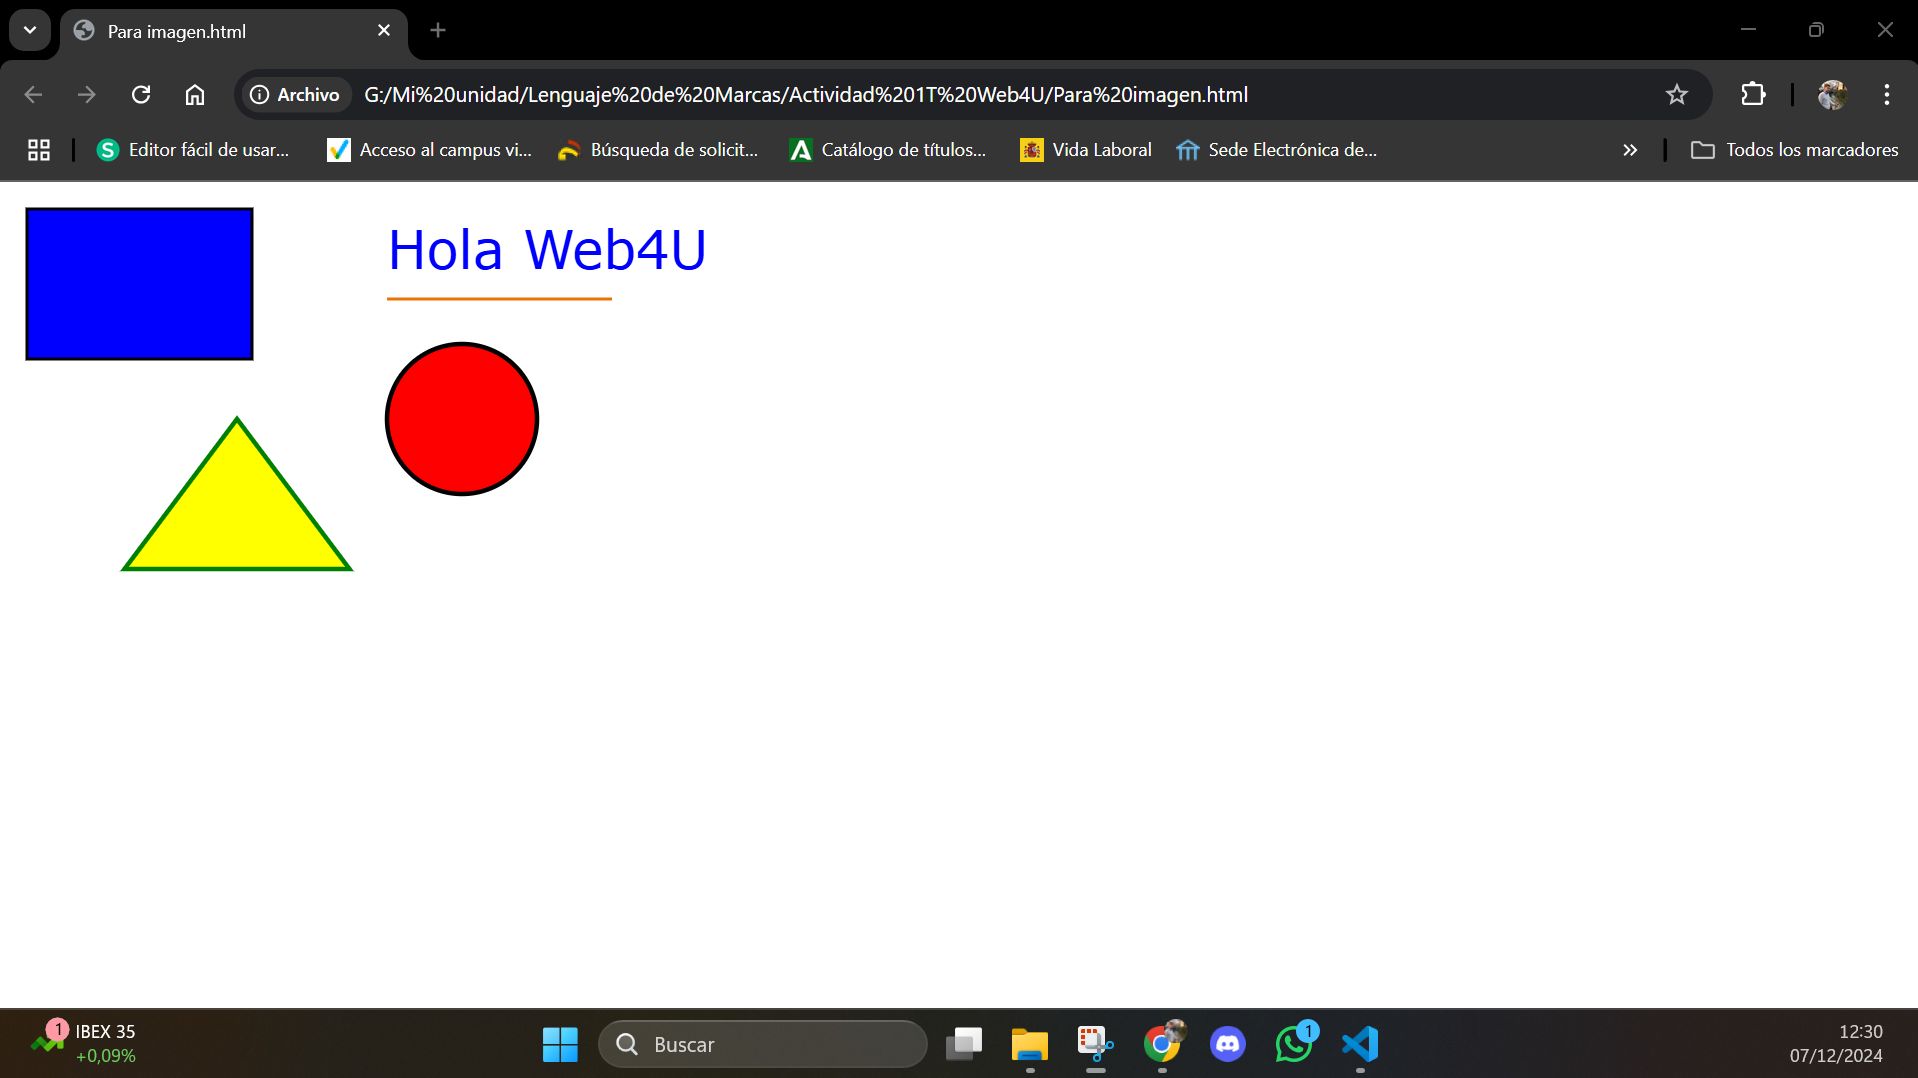 Para imagen.html
Archivo
G:/Mi%20unidad/Lenguaje%20de%20Marcas/Actividad%201T%20Web4U/Para%20imagen.html
S Editor fácil de usar...
Acceso al campus vi...
Búsqueda de solicit...
Catálogo de títulos...
Vida Laboral
Sede Electrónica de...
Todos los marcadores
Hola Web4U
1
IBEX 35
+0,09%
Buscar
1
12:30
07/12/2024